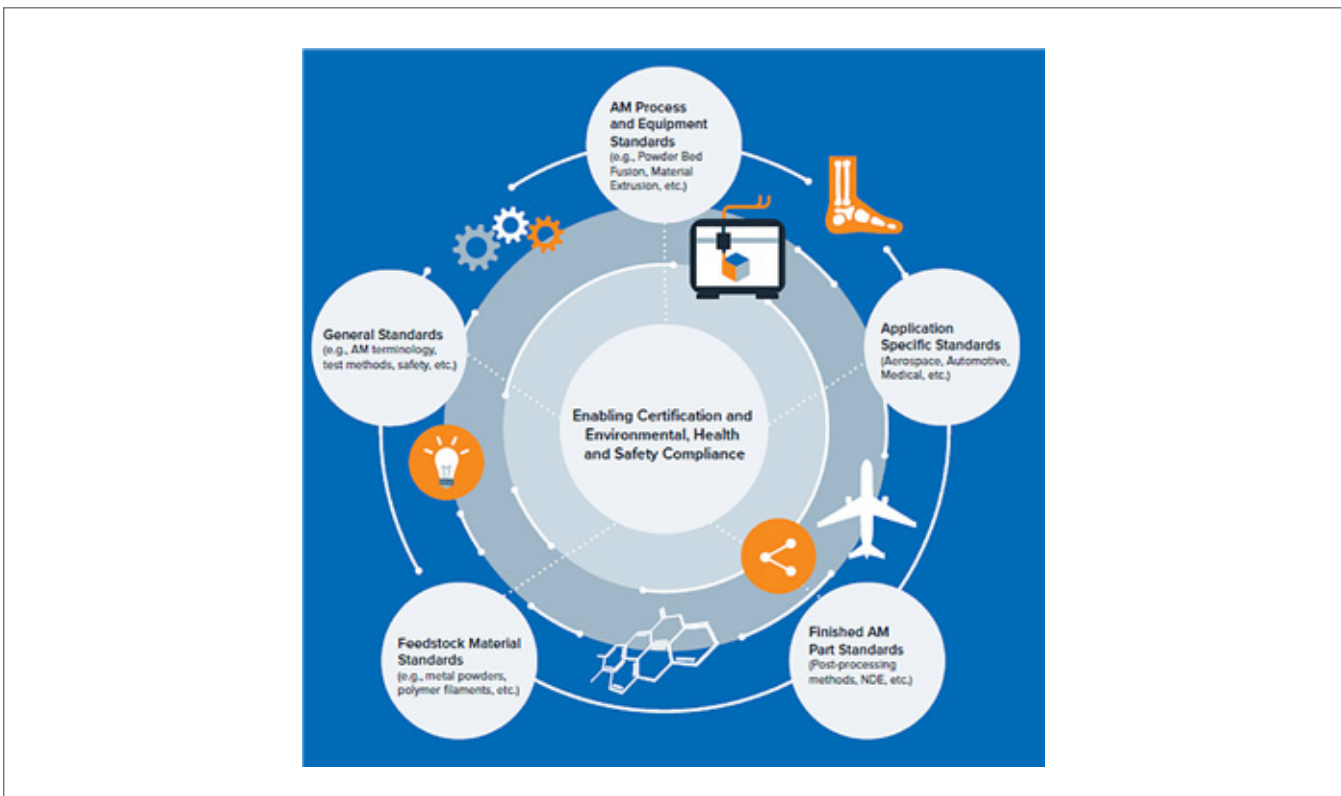 AM Process
and Equipment
Standards
(e.g., Powder Bed
Fusion, Material
Extrusion, etc.)
General Standards
(e.g., AM terminology,
test methods, safety, etc.)
Application
Specific Standards
(Aerospace, Automotive,
Medical, etc.)
Enabling Certification and
Environmental, Health
and Safety Compliance
Feedstock Material
Standards
(e.g., metal powders,
polymer filaments, etc.)
Finished AM
Part Standards
(Post-processing
methods, NDE, etc.)